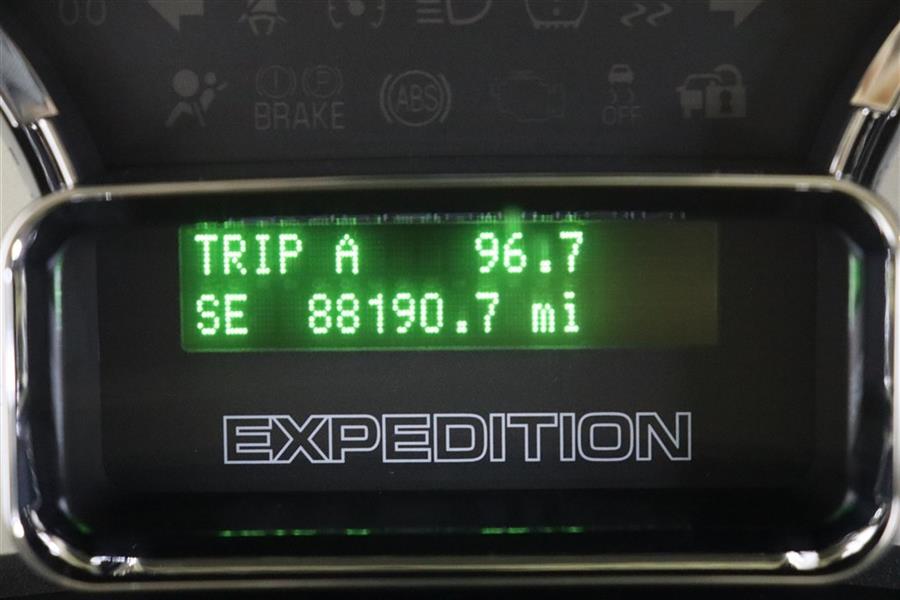 BRAKE
ABS
OFF
TRIP A 96.7
SE 88190.7 mi
EXPEDITION